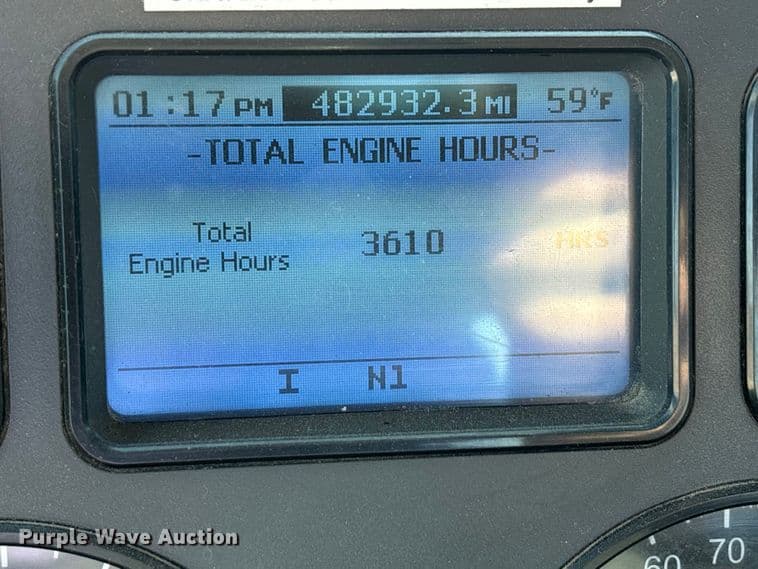 01:17 PM 482932.3 MI 59°F
-TOTAL ENGINE HOURS-
Total
Engine Hours 3610 HRS
I N1
Purple Wave Auction
60 70